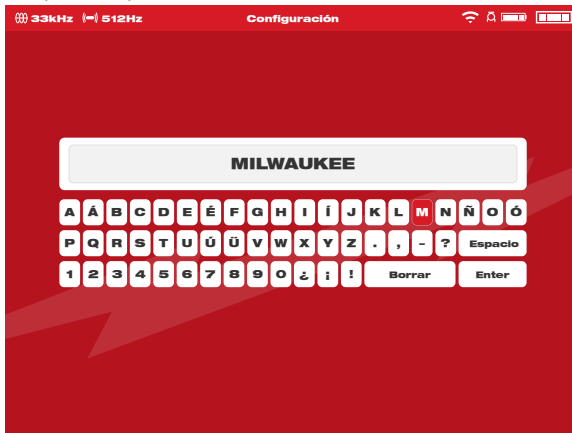 33kHz 512Hz Configuración
MILWAUKEE
A Á B C D E É F G H I Í J K L M N Ñ O Ó
P Q R S T U Ú Ü V W X Y Z . , - ? Espacio
1 2 3 4 5 6 7 8 9 0 ¿ ¡ ! Borrar Enter